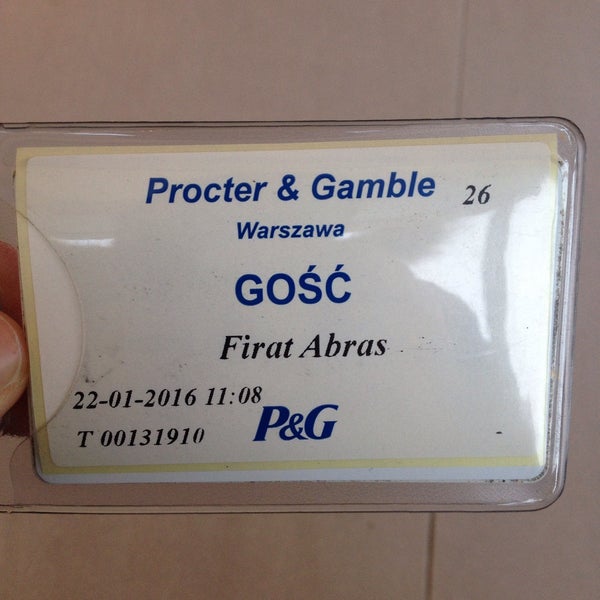 Procter & Gamble 26
Warszawa
GOŚĆ
Firat Abras
22-01-2016 11:08
T 00131910
P&G